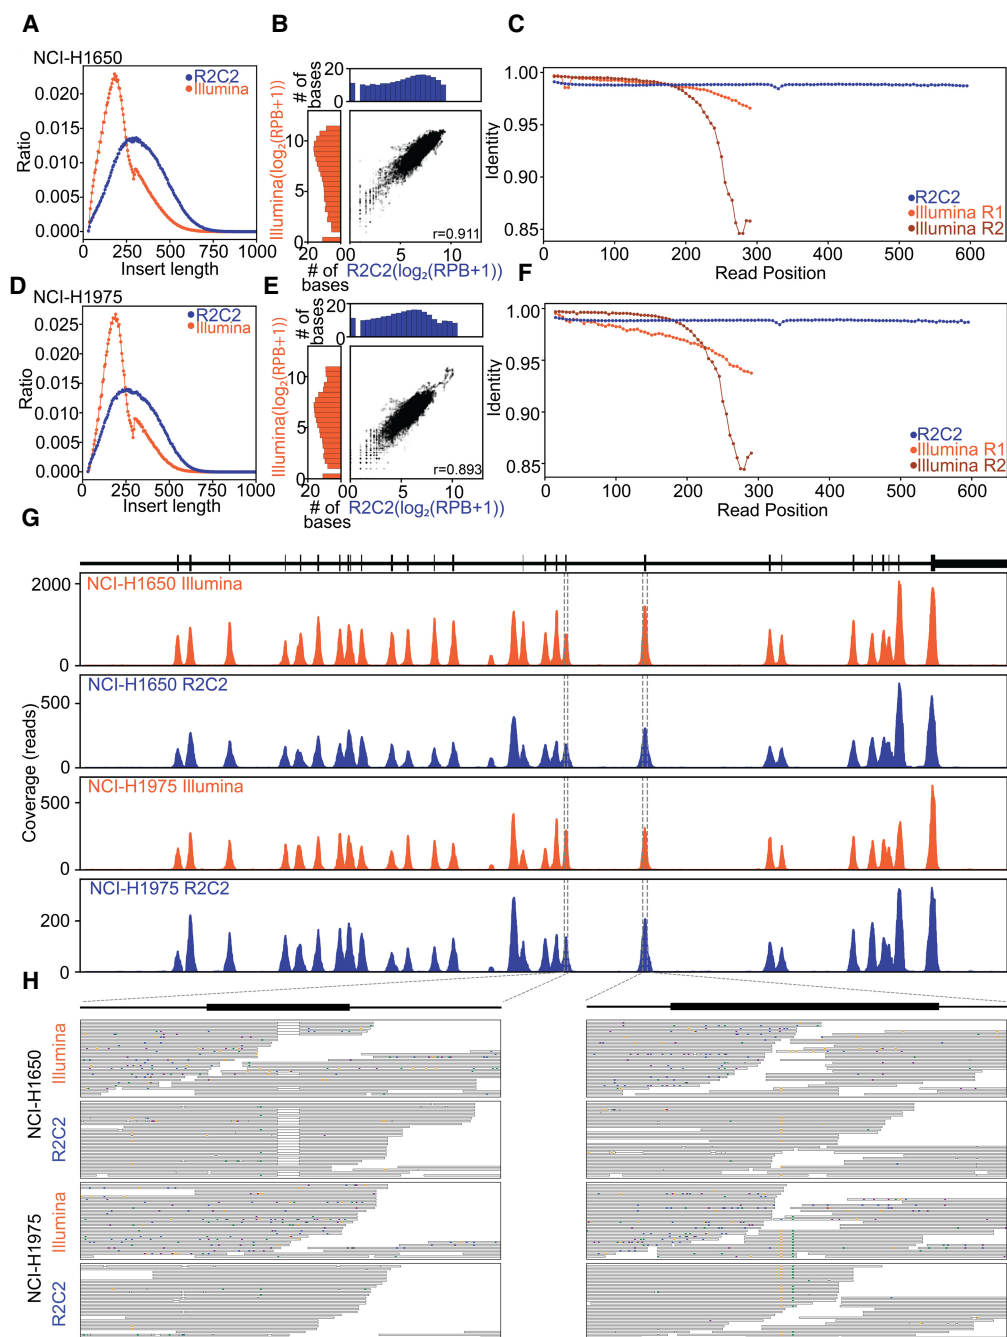 A
NCI-H1650
R2C2
Illumina
0.020
0.015
0.010
0.005
0.000
Ratio
0 250 500 750 1000
Insert length
B
# of bases
20
0
Illumina(log₂(RPB+1))
10
5
0
r=0.911
20 0 0 5 10
# of bases
R2C2(log₂(RPB+1))
C
1.00
0.95
0.90
0.85
Identity
R2C2
Illumina R1
Illumina R2
0 100 200 300 400 500 600
Read Position
D
NCI-H1975
R2C2
Illumina
0.025
0.020
0.015
0.010
0.005
0.000
Ratio
0 250 500 750 1000
Insert length
E
# of bases
20
0
Illumina(log₂(RPB+1))
10
5
0
r=0.893
20 0 0 5 10
# of bases
R2C2(log₂(RPB+1))
F
1.00
0.95
0.90
0.85
Identity
R2C2
Illumina R1
Illumina R2
0 100 200 300 400 500 600
Read Position
G
Coverage (reads)
NCI-H1650 Illumina
2000
0
NCI-H1650 R2C2
500
0
NCI-H1975 Illumina
500
0
NCI-H1975 R2C2
200
0
H
NCI-H1650
Illumina
R2C2
NCI-H1975
Illumina
R2C2